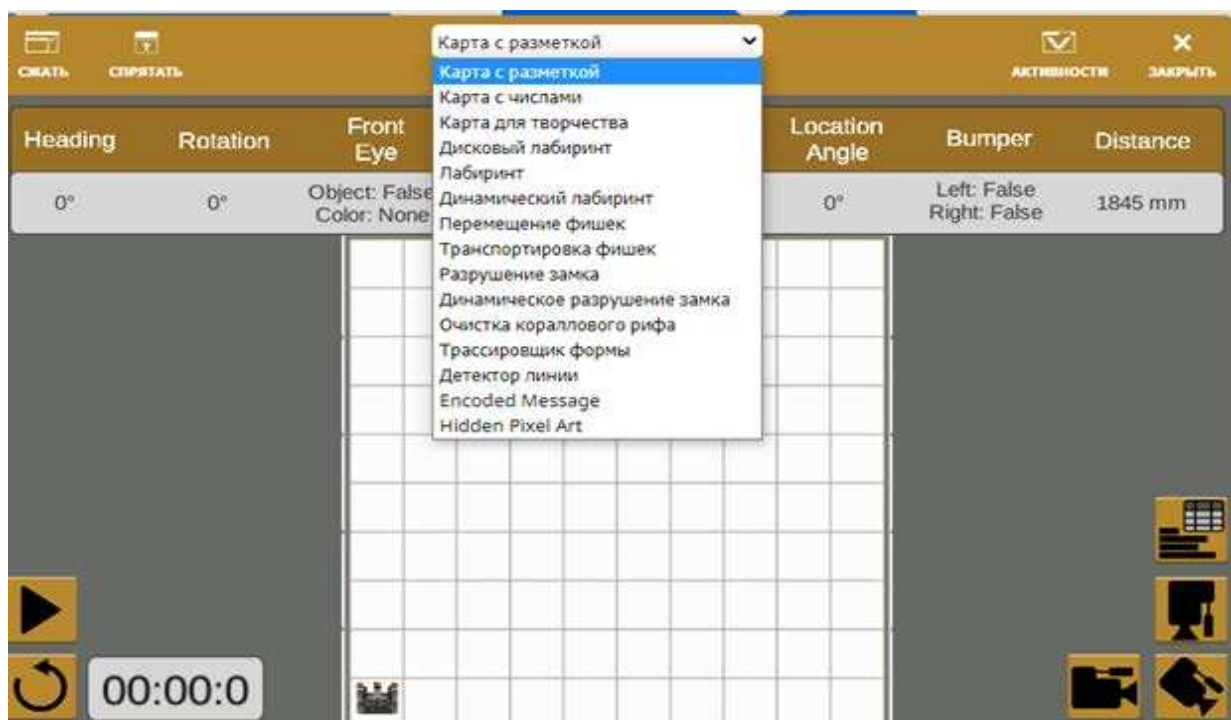 Карта с разметкой
СЖАТЬ
СПРЯТАТЬ
АКТИВНОСТИ
ЗАКРЫТЬ
Карта с разметкой
Карта с числами
Карта для творчества
Дисковый лабиринт
Лабиринт
Динамический лабиринт
Перемещение фишек
Транспортировка фишек
Разрушение замка
Динамическое разрушение замка
Очистка кораллового рифа
Трассировщик формы
Детектор линии
Encoded Message
Hidden Pixel Art
Heading
Rotation
Front
Eye
Location
Angle
Bumper
Distance
0°
0°
Object: False
Color: None
0°
Left: False
Right: False
1845 mm
00:00:0